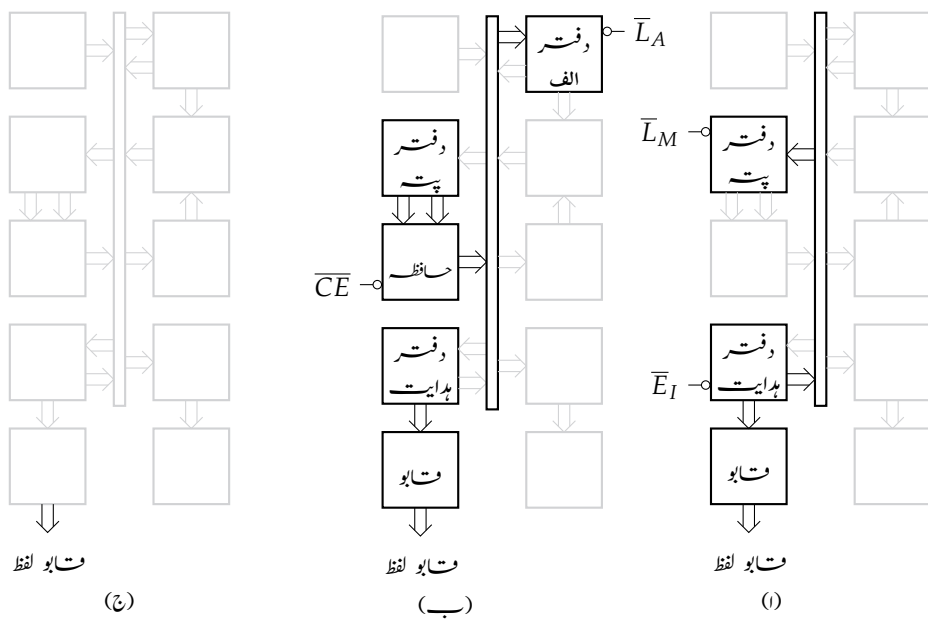 دفتر
پتہ
L̅_M
دفتر
ہدایت
E̅_I
قابو
قابو لفظ
(ا)
دفتر
الف
L̅_A
دفتر
پتہ
حافظہ
C̅E̅
دفتر
ہدایت
قابو
قابو لفظ
(ب)
قابو لفظ
(ج)